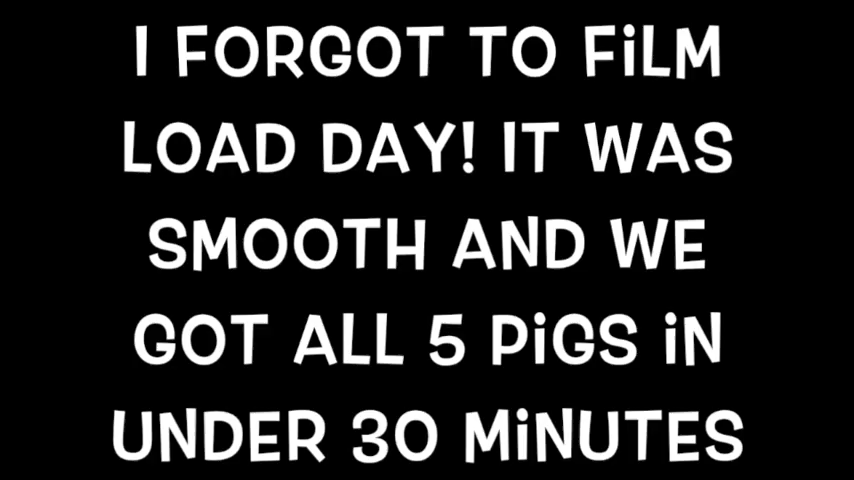 I FORGOT TO FiLM
LOAD DAY! IT WAS
SMOOTH AND WE
GOT ALL 5 PiGS iN
UNDER 30 MiNUTES